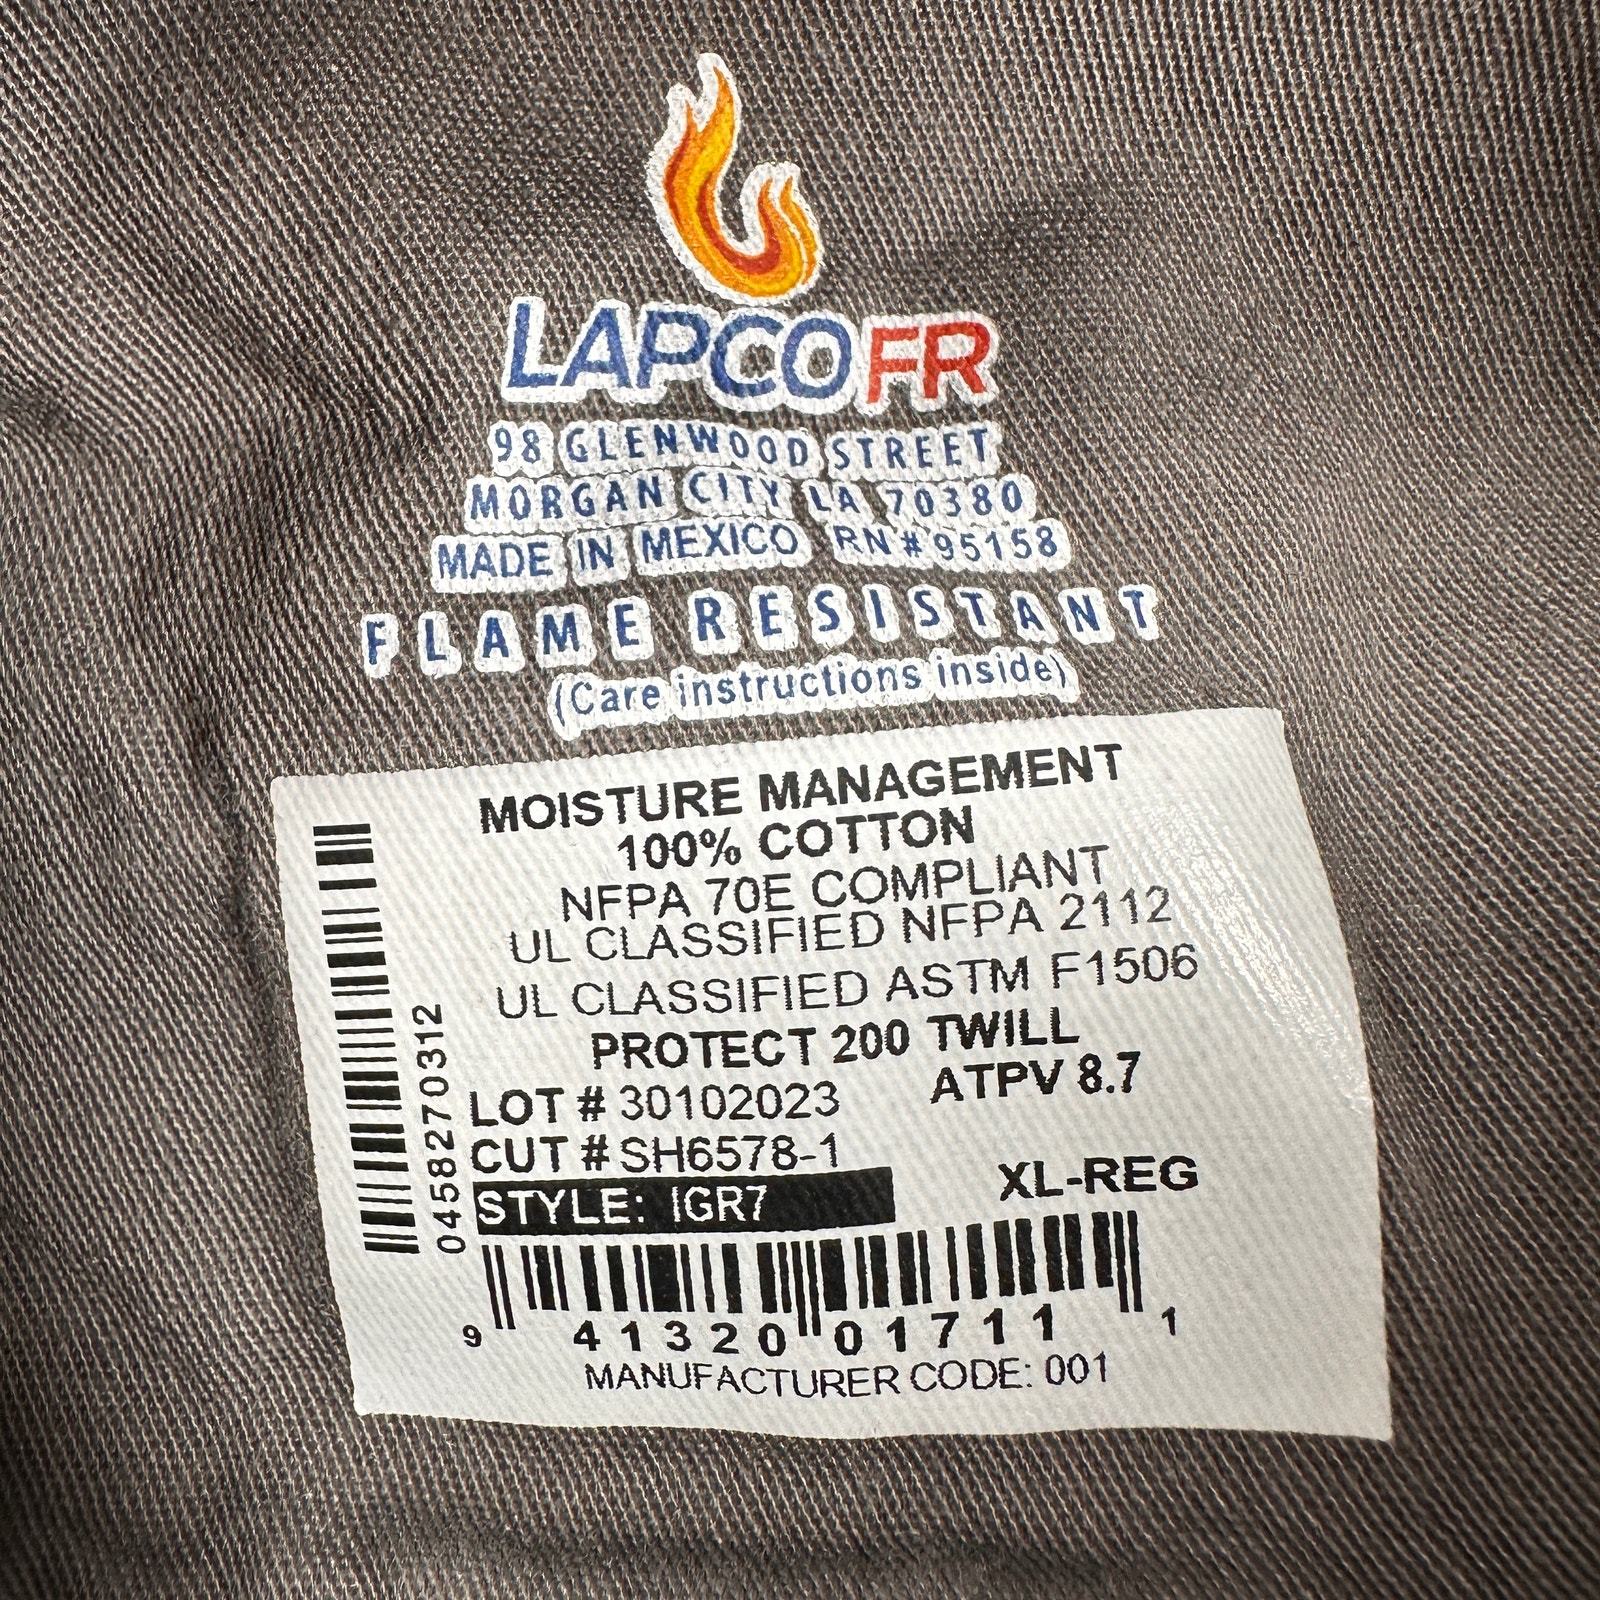 LAPCOFR
98 GLENWOOD STREET
MORGAN CITY LA 70380
MADE IN MEXICO RN#95158
FLAME RESISTANT
(Care instructions inside)
MOISTURE MANAGEMENT
100% COTTON
NFPA 70E COMPLIANT
UL CLASSIFIED NFPA 2112
UL CLASSIFIED ASTM F1506
PROTECT 200 TWILL
ATPV 8.7
LOT # 30102023
CUT # SH6578-1
STYLE: IGR7
XL-REG
0458270312
9 41320 01711 1
MANUFACTURER CODE: 001